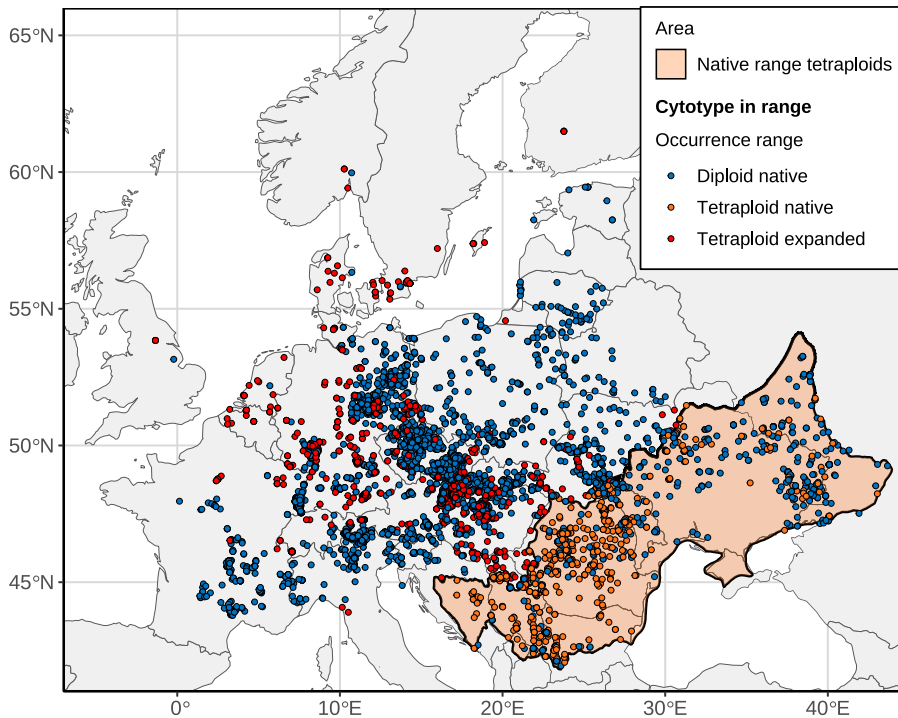 65°N
60°N
55°N
50°N
45°N
0°
10°E
20°E
30°E
40°E
Area
Native range tetraploids
Cytotype in range
Occurrence range
Diploid native
Tetraploid native
Tetraploid expanded